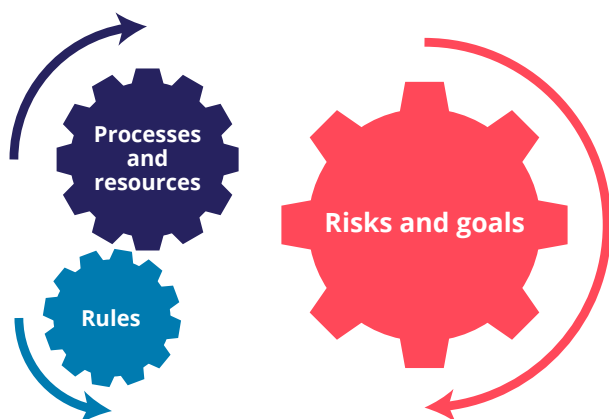 Processes
and
resources
Risks and goals
Rules